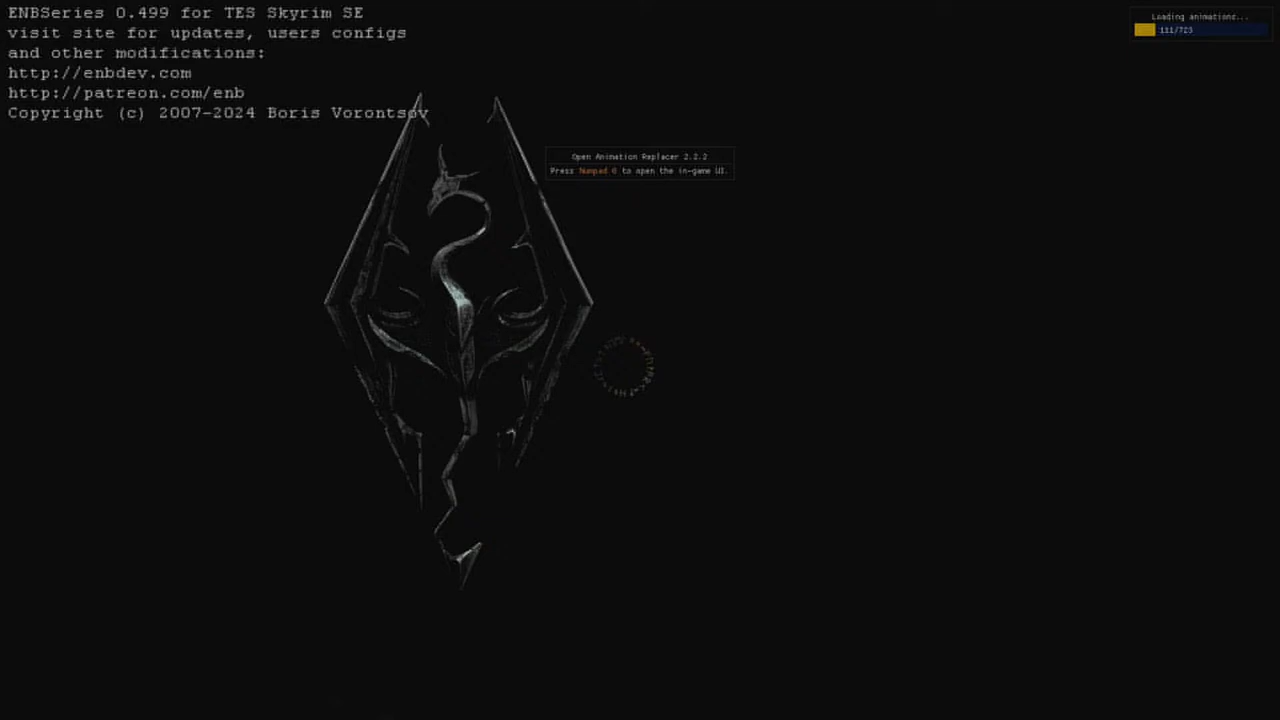 ENBSeries 0.499 for TES Skyrim SE
visit site for updates, users configs
and other modifications:
http://enbdev.com
http://patreon.com/enb
Copyright (c) 2007-2024 Boris Vorontsov
Loading animations...
111/723
Open Animation Replacer 2.2.2
Press Numpad 0 to open the in-game UI.